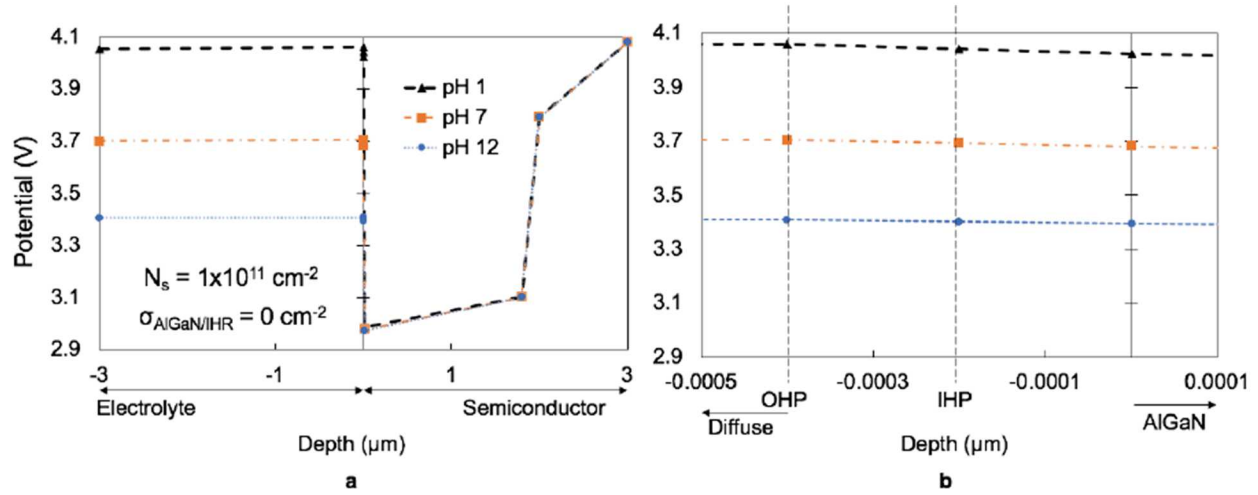 4.1
3.9
3.7
3.5
3.3
3.1
2.9
Potential (V)
pH 1
pH 7
pH 12
Nₛ = 1x10¹¹ cm⁻²
σAlGaN/IHR = 0 cm⁻²
-3 -1 1 3
Electrolyte Semiconductor
Depth (µm)
a
4.1
3.9
3.7
3.5
3.3
3.1
2.9
-0.0005 -0.0003 -0.0001 0.0001
OHP IHP
Diffuse AlGaN
Depth (µm)
b